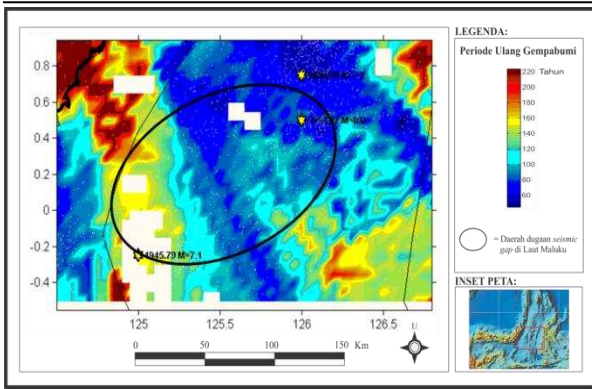 LEGENDA:
Periode Ulang Gempabumi
220 Tahun
200
180
160
140
120
100
80
60
= Daerah dugaan seismic
gap di Laut Maluku
INSET PETA:
0.8
0.6
0.4
0.2
0
-0.2
-0.4
1945.79 M=7.1
125
125.5
126
126.5
0
50
100
150 Km
U